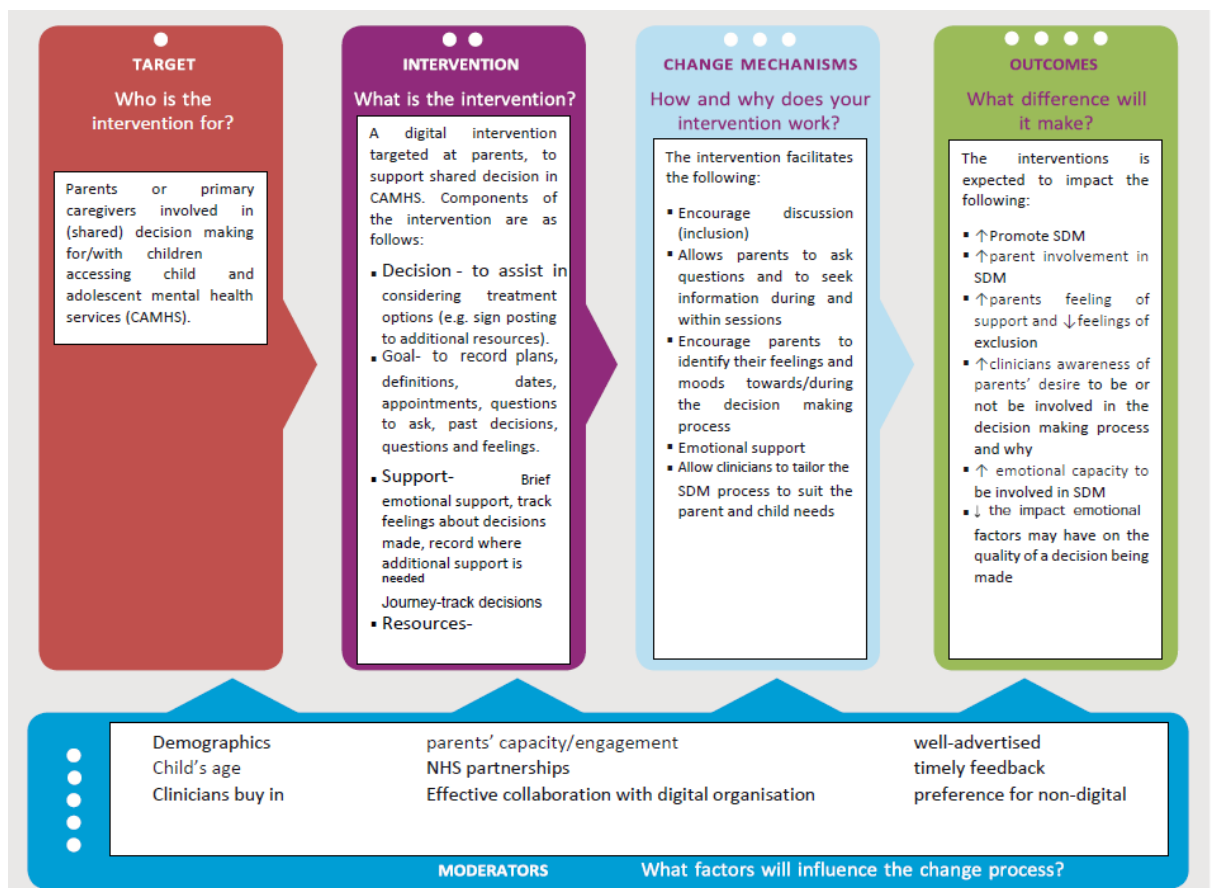 TARGET
Who is the
intervention for?
Parents or primary
caregivers involved in
(shared) decision making
for/with children
accessing child and
adolescent mental health
services (CAMHS).
INTERVENTION
What is the intervention?
A digital intervention
targeted at parents, to
support shared decision in
CAMHS. Components of
the intervention are as
follows:
▪ Decision - to assist in
considering treatment
options (e.g. sign posting
to additional resources).
▪ Goal- to record plans,
definitions, dates,
appointments, questions
to ask, past decisions,
questions and feelings.
▪ Support- Brief
emotional support, track
feelings about decisions
made, record where
additional support is
needed
Journey-track decisions
▪ Resources-
CHANGE MECHANISMS
How and why does your
intervention work?
The intervention facilitates
the following:
▪ Encourage discussion
(inclusion)
▪ Allows parents to ask
questions and to seek
information during and
within sessions
▪ Encourage parents to
identify their feelings and
moods towards/during
the decision making
process
▪ Emotional support
▪ Allow clinicians to tailor the
SDM process to suit the
parent and child needs
OUTCOMES
What difference will
it make?
The interventions is
expected to impact the
following:
▪ ↑Promote SDM
▪ ↑parent involvement in
SDM
▪ ↑parents feeling of
support and ↓feelings of
exclusion
▪ ↑clinicians awareness of
parents' desire to be or
not be involved in the
decision making process
and why
▪ ↑ emotional capacity to
be involved in SDM
▪ ↓ the impact emotional
factors may have on the
quality of a decision being
made
Demographics
Child's age
Clinicians buy in
parents' capacity/engagement
NHS partnerships
Effective collaboration with digital organisation
well-advertised
timely feedback
preference for non-digital
MODERATORS What factors will influence the change process?